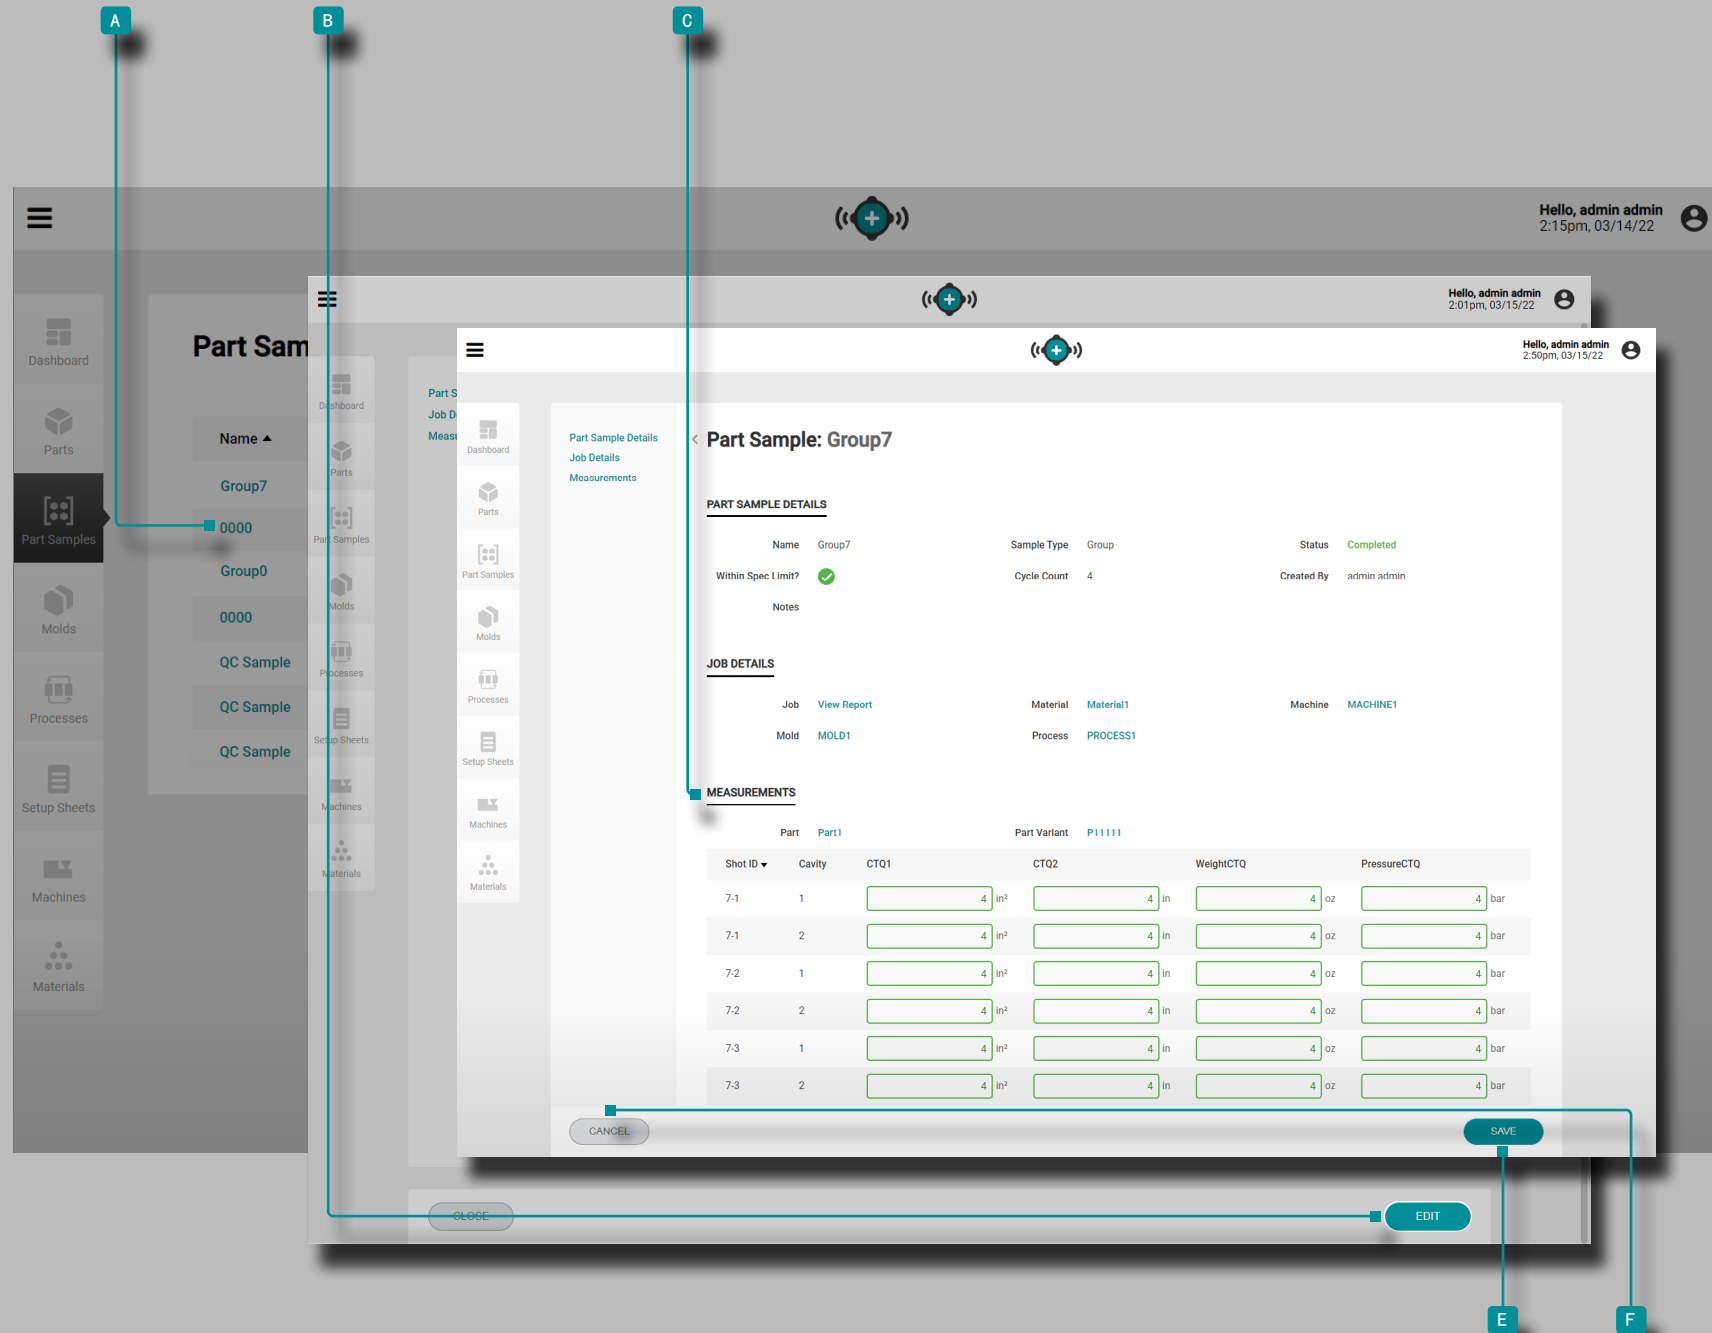 A
B
C
Hello, admin admin
2:15pm, 03/14/22
Dashboard
Parts
Part Samples
Molds
Processes
Setup Sheets
Machines
Materials
Part Sam
Name ▲
Group7
0000
Group0
0000
QC Sample
QC Sample
QC Sample
Hello, admin admin
2:01pm, 03/15/22
Dashboard
Parts
Part Samples
Molds
Processes
Setup Sheets
Machines
Materials
Part S
Job D
Measu
CLOSE
EDIT
Hello, admin admin
2:50pm, 03/15/22
Dashboard
Parts
Part Samples
Molds
Processes
Setup Sheets
Machines
Materials
Part Sample Details
Job Details
Measurements
< Part Sample: Group7
PART SAMPLE DETAILS
Name Group7 Sample Type Group Status Completed
Within Spec Limit? Cycle Count 4 Created By admin admin
Notes
JOB DETAILS
Job View Report Material Material1 Machine MACHINE1
Mold MOLD1 Process PROCESS1
MEASUREMENTS
Part Part1 Part Variant P11111
Shot ID ▼ Cavity CTQ1 CTQ2 WeightCTQ PressureCTQ
7-1 1 4 in² 4 in 4 oz 4 bar
7-1 2 4 in² 4 in 4 oz 4 bar
7-2 1 4 in² 4 in 4 oz 4 bar
7-2 2 4 in² 4 in 4 oz 4 bar
7-3 1 4 in² 4 in 4 oz 4 bar
7-3 2 4 in² 4 in 4 oz 4 bar
CANCEL
SAVE
E
F